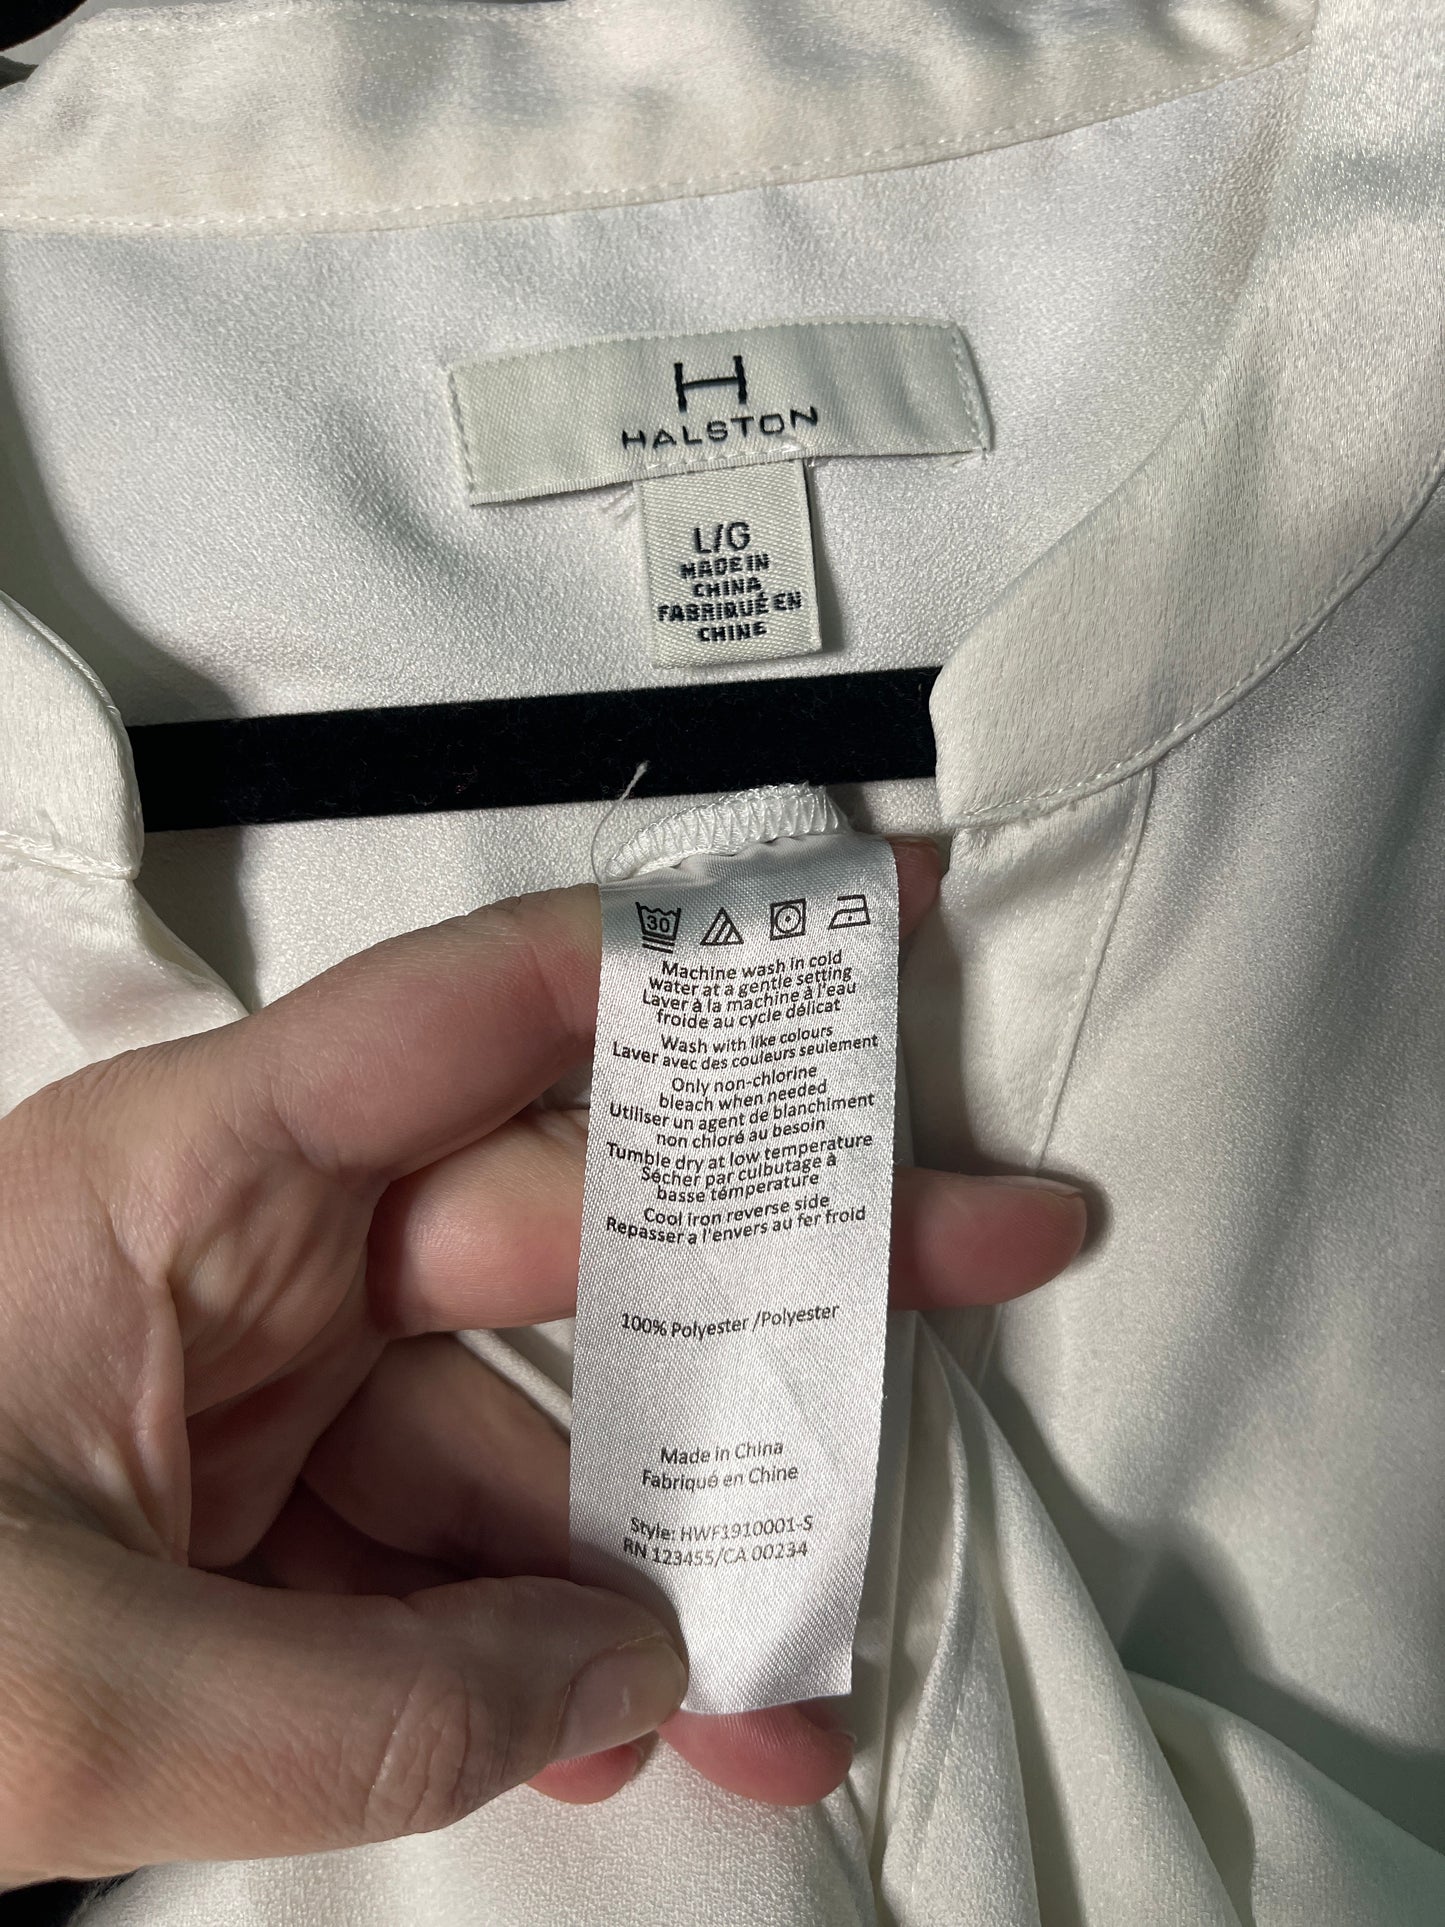 H
HALSTON
L/G
MADE IN
CHINA
FABRIQUÉ EN
CHINE
30
Machine wash in cold
water at a gentle setting
Laver à la machine à l'eau
froide au cycle délicat
Wash with like colours
Laver avec des couleurs seulement
Only non-chlorine
bleach when needed
Utiliser un agent de blanchiment
non chloré au besoin
Tumble dry at low temperature
Sécher par culbutage à
basse température
Cool iron reverse side
Repasser a l'envers au fer froid
100% Polyester /Polyester
Made in China
Fabriqué en Chine
Style: HWF1910001-S
RN 123455/CA 00234